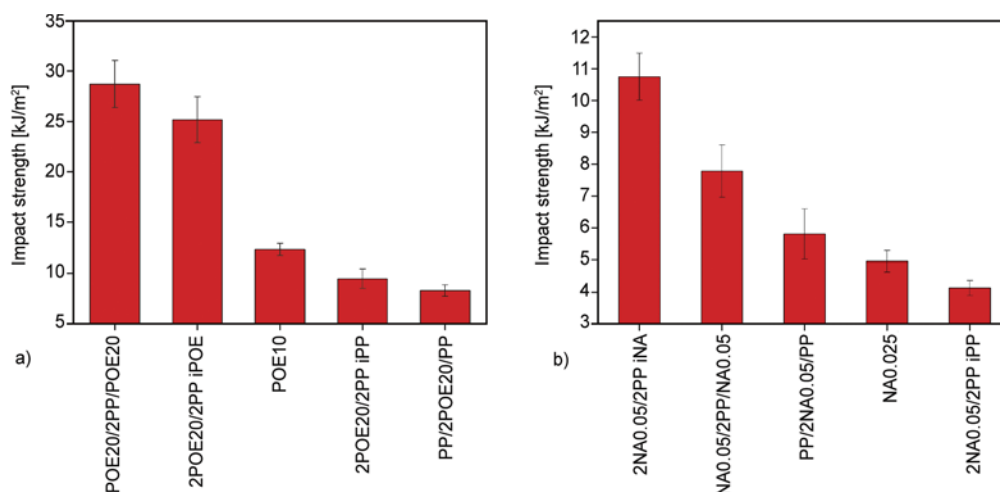 Impact strength [kJ/m²]
35
30
25
20
15
10
5
a)
POE20/2PP/POE20
2POE20/2PP iPOE
POE10
2POE20/2PP iPP
PP/2POE20/PP
Impact strength [kJ/m²]
12
11
10
9
8
7
6
5
4
3
b)
2NA0.05/2PP iNA
NA0.05/2PP/NA0.05
PP/2NA0.05/PP
NA0.025
2NA0.05/2PP iPP